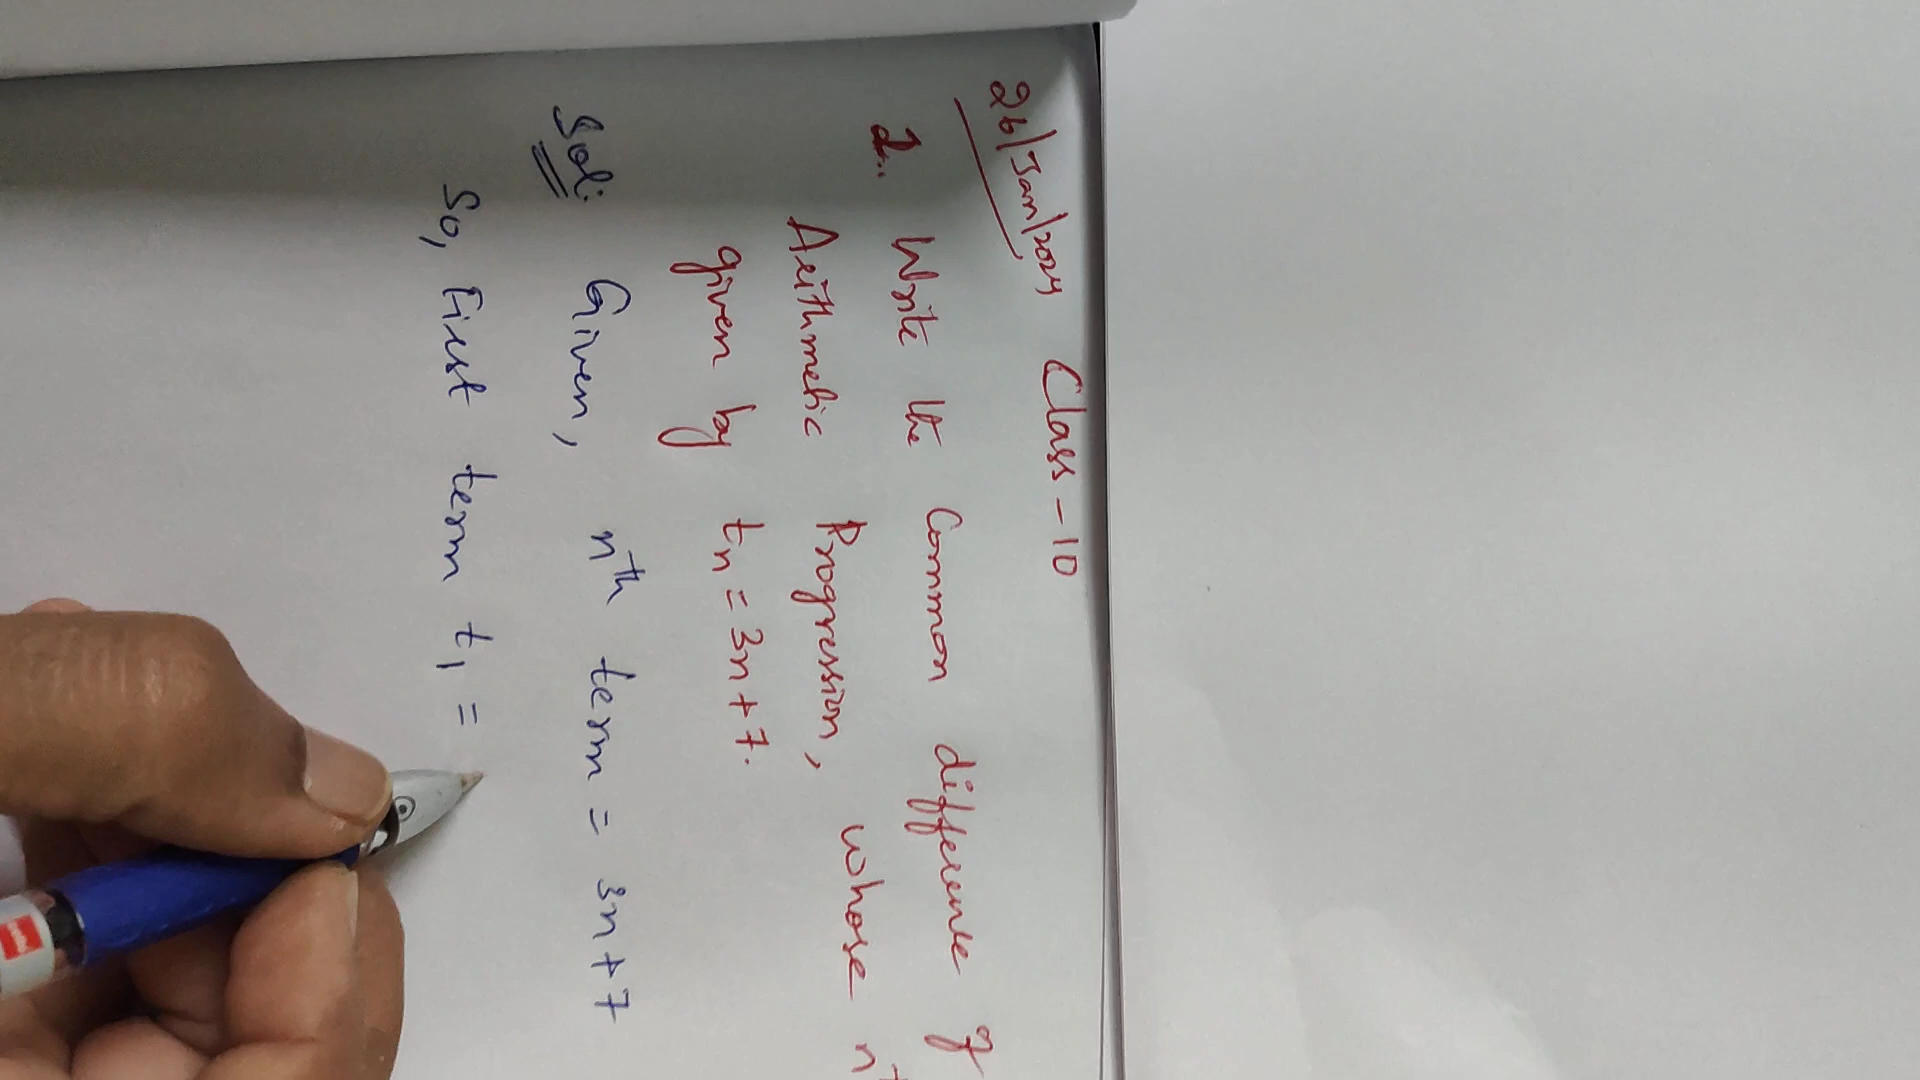 26/Jan/2024 Class-10
1. Write the Common difference of
Arithmetic Progression, whose n
given by tn = 3n+7.
Sol: Given, nth term = 3n+7
So, First term t1 =